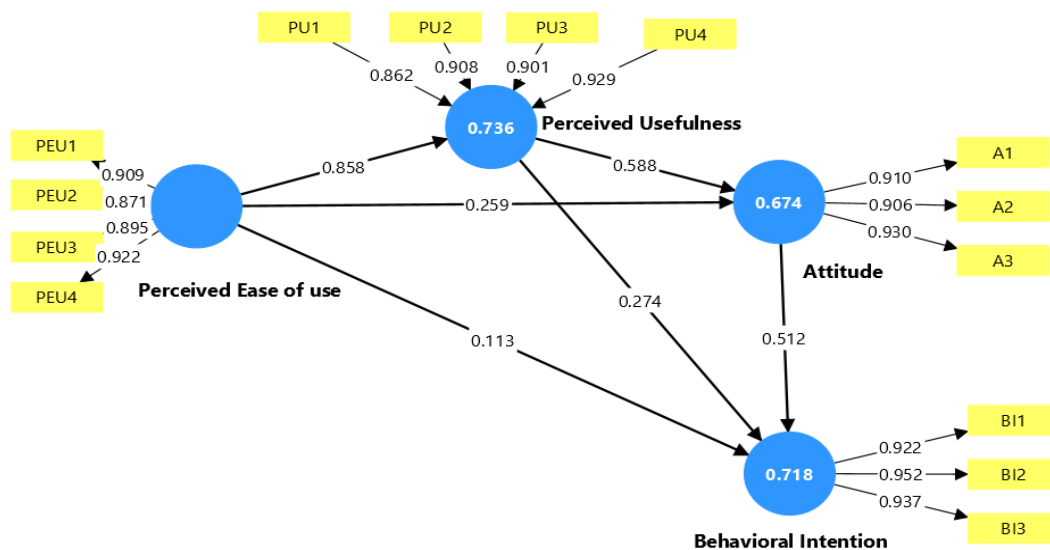 PU1
PU2
PU3
PU4
0.862
0.908
0.901
0.929
0.736
Perceived Usefulness
PEU1
PEU2
PEU3
PEU4
0.909
0.871
0.895
0.922
Perceived Ease of use
0.858
0.588
0.259
0.674
Attitude
0.910
0.906
0.930
A1
A2
A3
0.274
0.113
0.512
0.718
Behavioral Intention
0.922
0.952
0.937
BI1
BI2
BI3